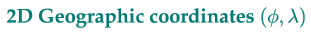 2D Geographic coordinates (ϕ, λ)